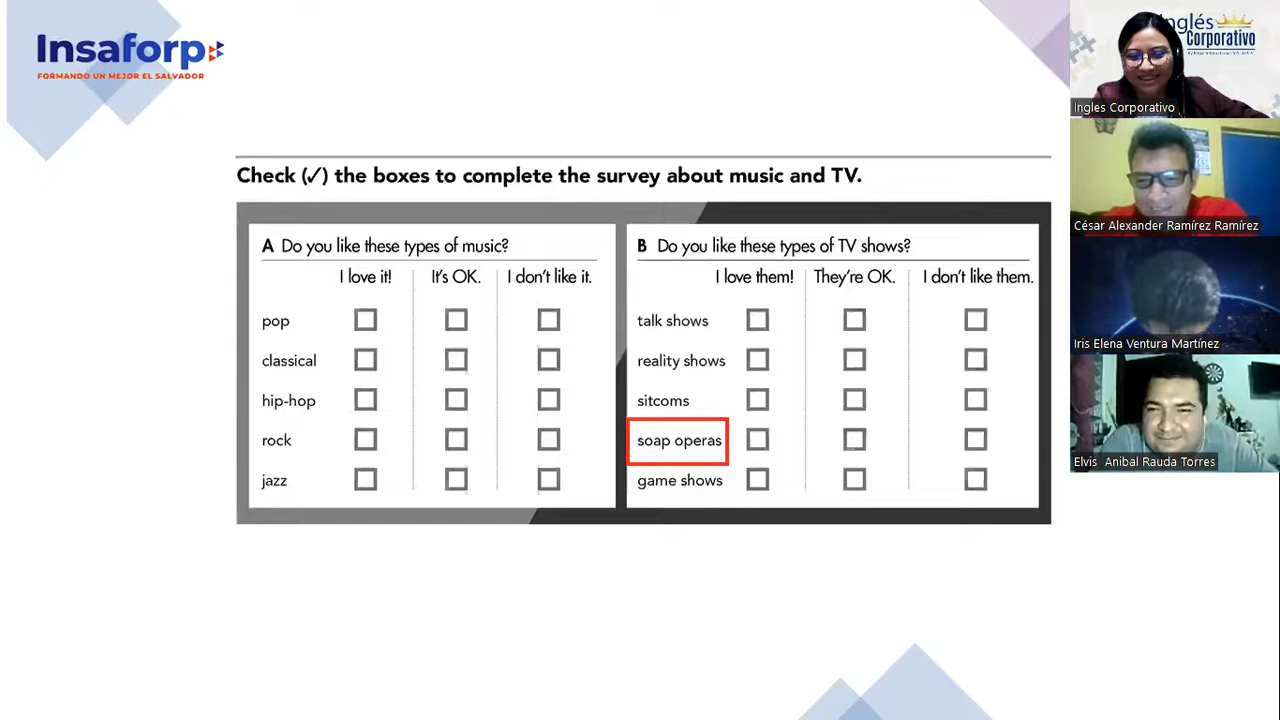 Insaforp
FORMANDO UN MEJOR EL SALVADOR
Check (✓) the boxes to complete the survey about music and TV.
A Do you like these types of music?
I love it! It's OK. I don't like it.
pop
classical
hip-hop
rock
jazz
B Do you like these types of TV shows?
I love them! They're OK. I don't like them.
talk shows
reality shows
sitcoms
soap operas
game shows
Inglés
Corporativo
Ingles Corporativo
César Alexander Ramírez Ramírez
Iris Elena Ventura Martínez
Elvis Anibal Rauda Torres